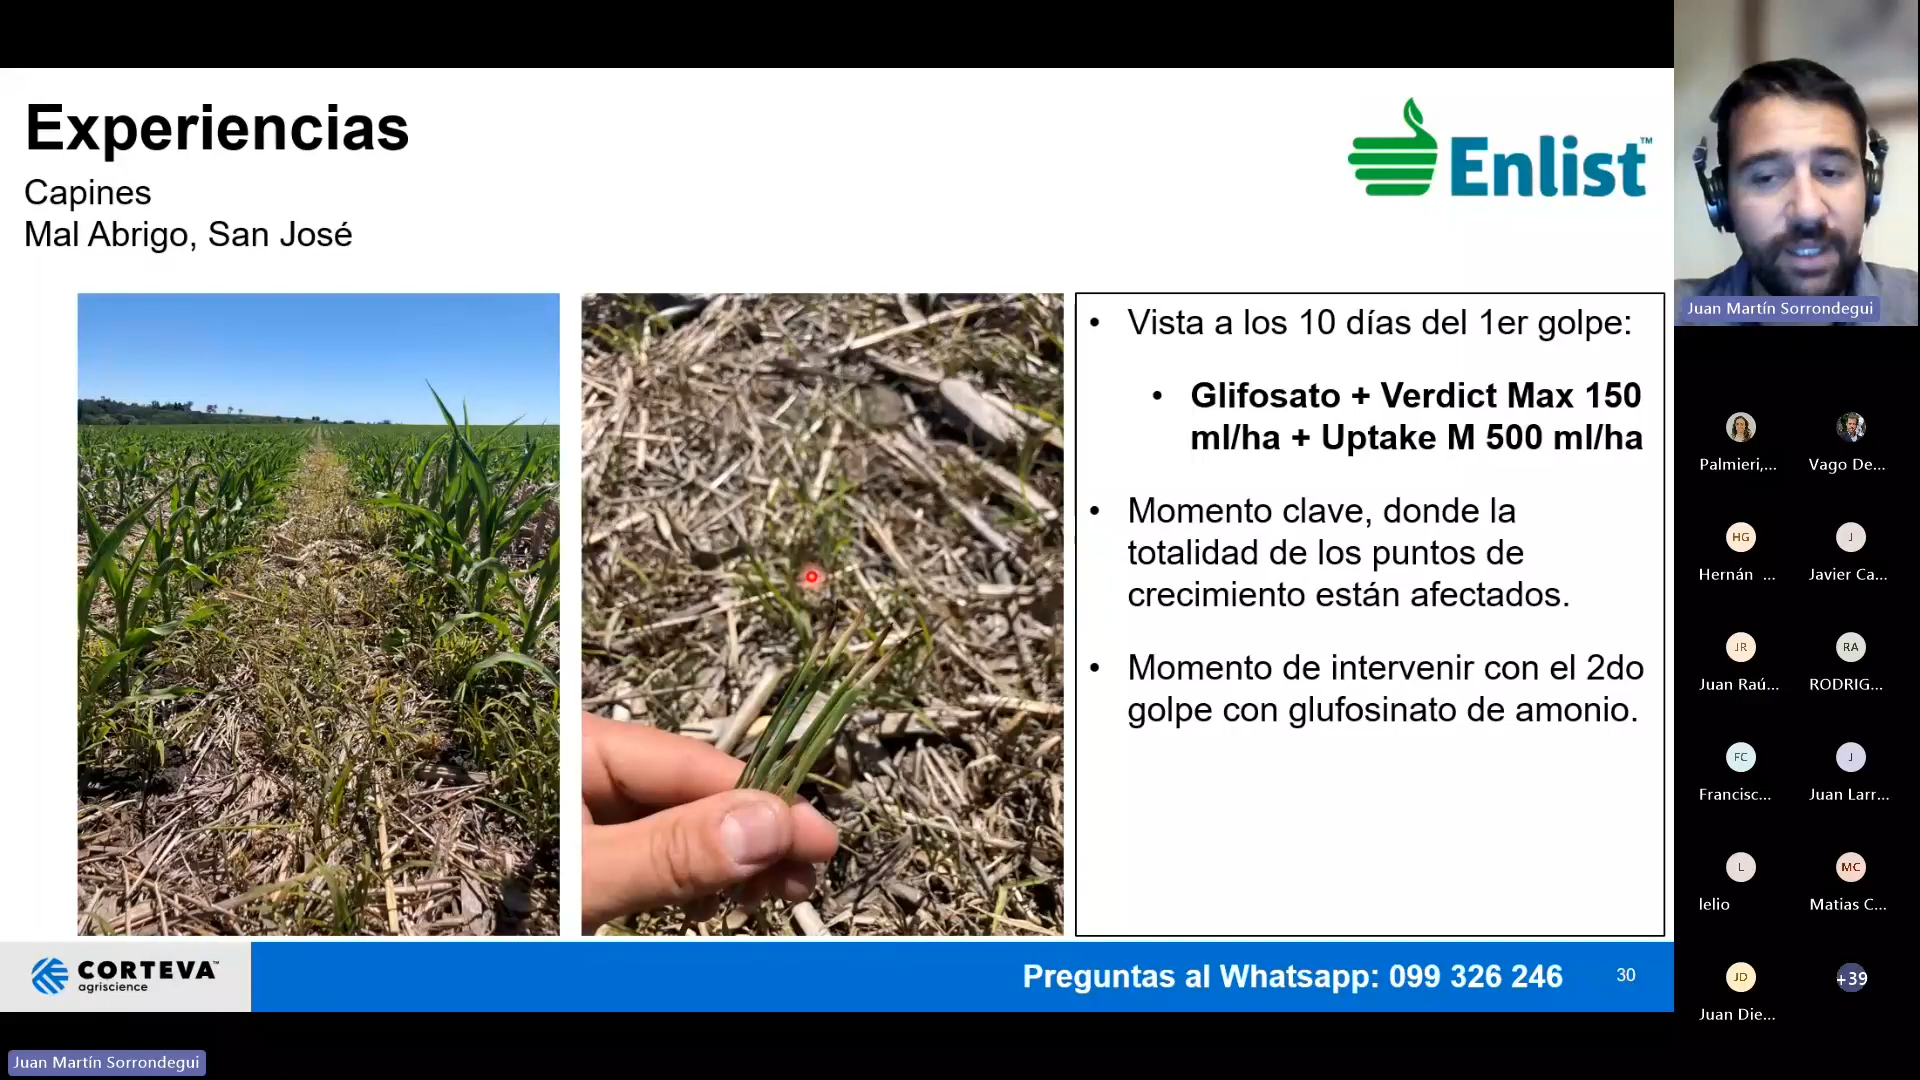 Experiencias
Capines
Mal Abrigo, San José
Enlist™
• Vista a los 10 días del 1er golpe:
• Glifosato + Verdict Max 150
ml/ha + Uptake M 500 ml/ha
• Momento clave, donde la
totalidad de los puntos de
crecimiento están afectados.
• Momento de intervenir con el 2do
golpe con glufosinato de amonio.
CORTEVA™
agriscience
Preguntas al Whatsapp: 099 326 246
30
Juan Martín Sorrondegui
Palmieri,...
Vago De...
HG
J
Hernán ...
Javier Ca...
JR
RA
Juan Raú...
RODRIG...
FC
J
Francisc...
Juan Larr...
L
MC
lelio
Matias C...
JD
+39
Juan Die...
Juan Martín Sorrondegui